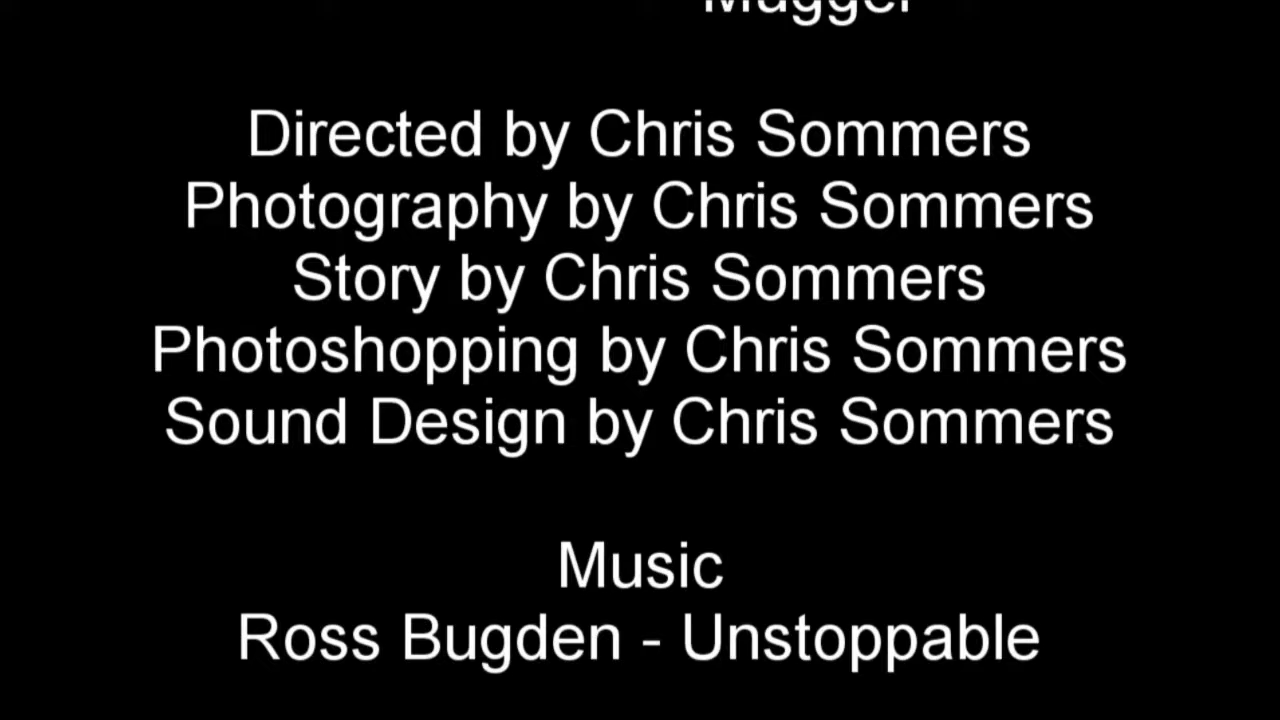 Mugger
Directed by Chris Sommers
Photography by Chris Sommers
Story by Chris Sommers
Photoshopping by Chris Sommers
Sound Design by Chris Sommers
Music
Ross Bugden - Unstoppable